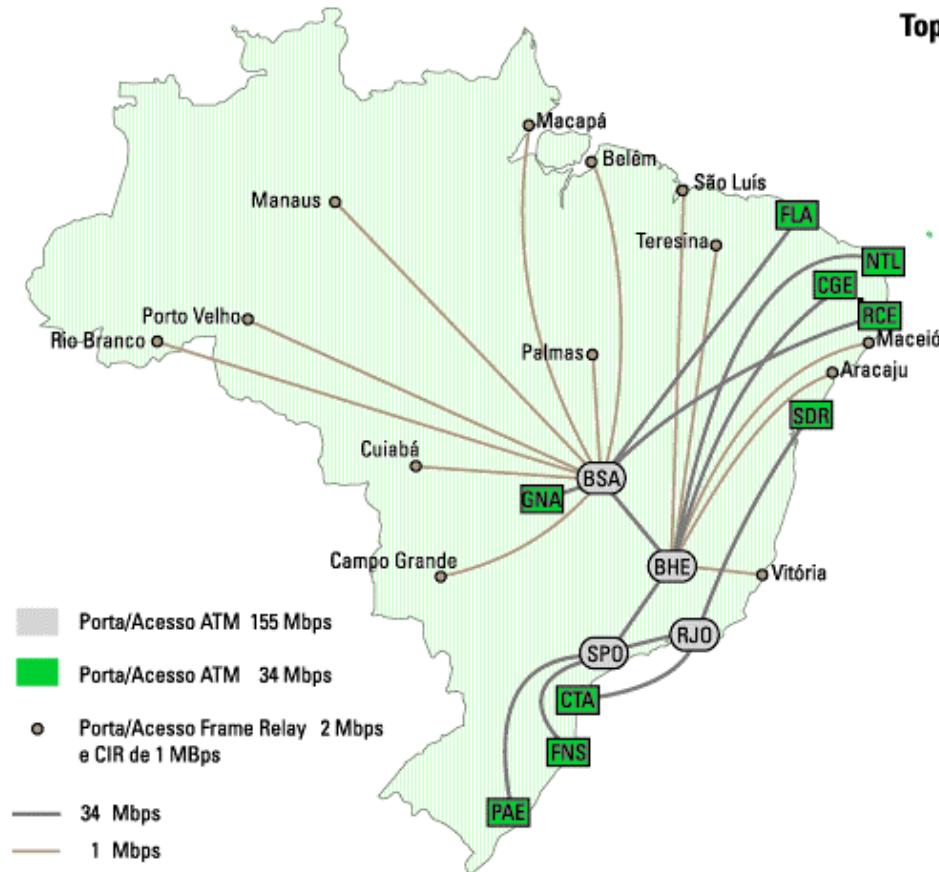 Top
Macapá
Belêm
São Luís
Manaus
FLA
Teresina
NTL
CGE
RCE
Porto Velho
Rio Branco
Maceió
Palmas
Aracaju
SDR
Cuiabá
BSA
GNA
Campo Grande
BHE
Vitória
Porta/Acesso ATM 155 Mbps
RJO
SPO
Porta/Acesso ATM 34 Mbps
CTA
Porta/Acesso Frame Relay 2 Mbps
e CIR de 1 MBps
FNS
PAE
34 Mbps
1 Mbps